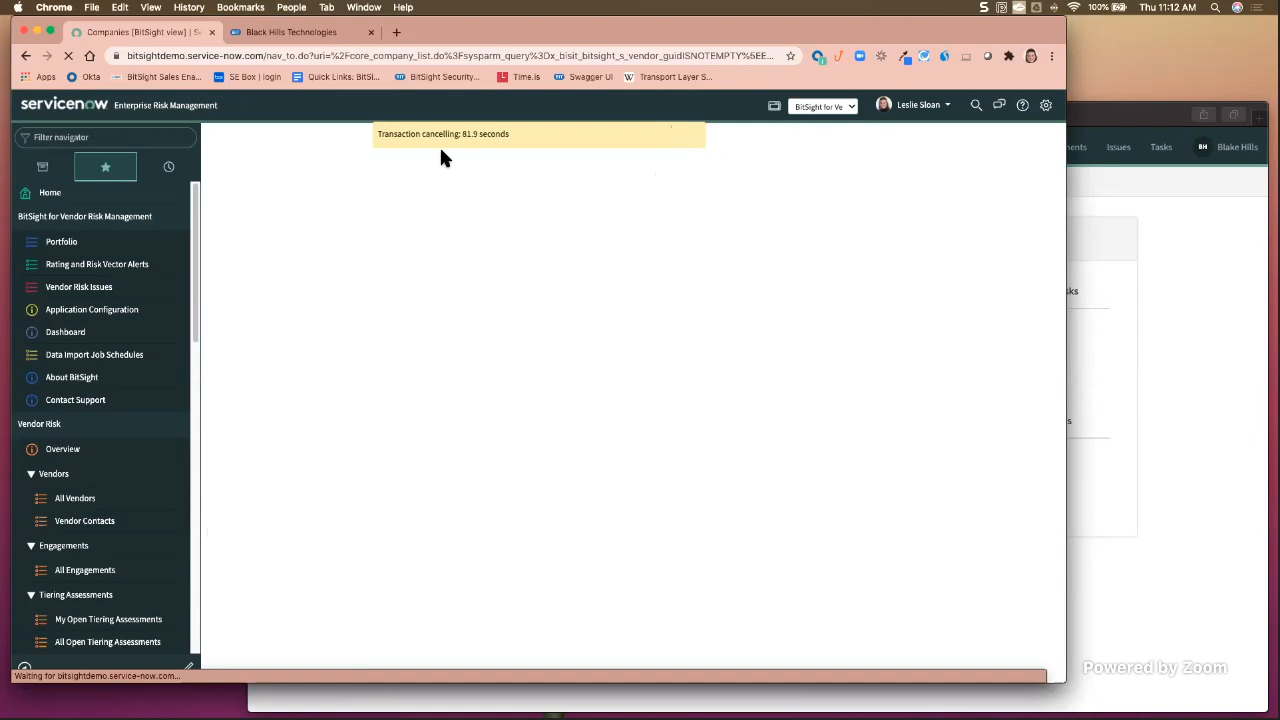 Chrome File Edit View History Bookmarks People Tab Window Help 100% Thu 11:12 AM
Companies [BitSight view] | S Black Hills Technologies
bitsightdemo.service-now.com/nav_to.do?uri=%2Fcore_company_list.do%3Fsysparm_query%3Dx_bisit_bitsight_s_vendor_guidISNOTEMPTY%5EE...
Apps Okta BitSight Sales Ena... SE Box | login Quick Links: BitSi... BitSight Security... Time.is Swagger UI Transport Layer S...
servicenow Enterprise Risk Management BitSight for Ve Leslie Sloan
Transaction cancelling: 81.9 seconds
Filter navigator
Home
BitSight for Vendor Risk Management
Portfolio
Rating and Risk Vector Alerts
Vendor Risk Issues
Application Configuration
Dashboard
Data Import Job Schedules
About BitSight
Contact Support
Vendor Risk
Overview
Vendors
All Vendors
Vendor Contacts
Engagements
All Engagements
Tiering Assessments
My Open Tiering Assessments
All Open Tiering Assessments
Waiting for bitsightdemo.service-now.com...
ments Issues Tasks BH Blake Hills
sks
s
Powered by Zoom